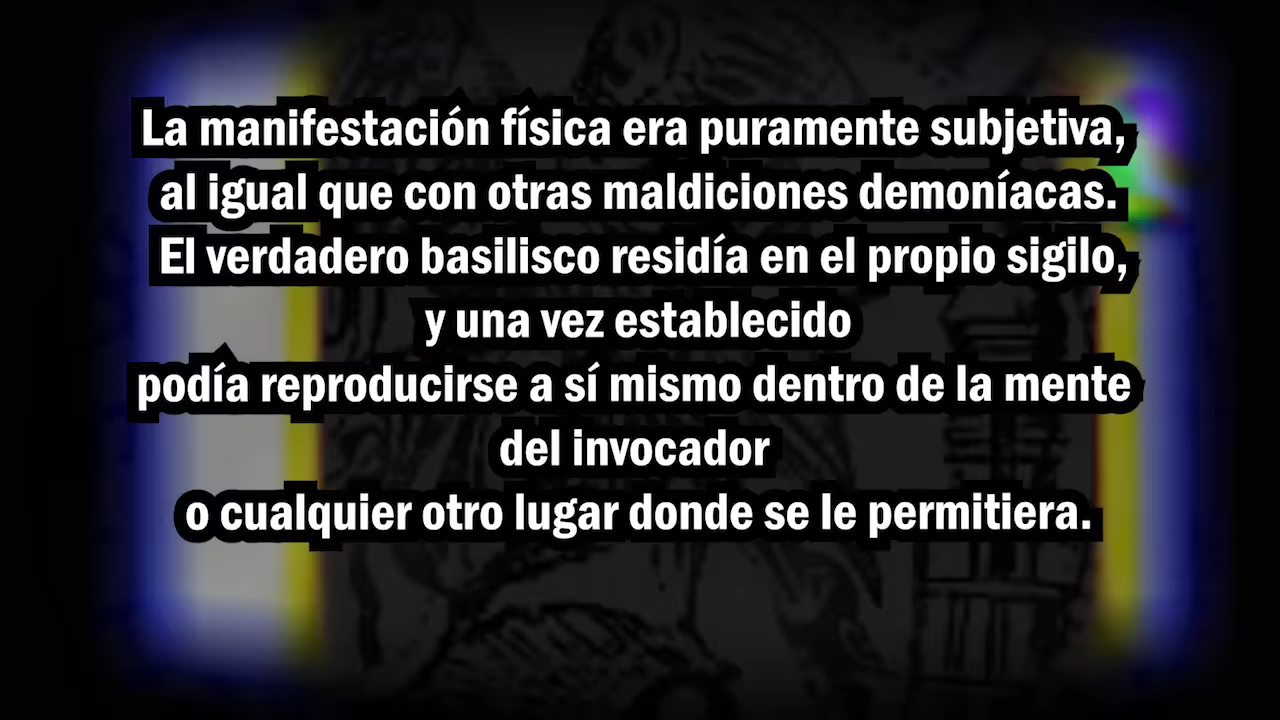 La manifestación física era puramente subjetiva,
al igual que con otras maldiciones demoníacas.
El verdadero basilisco residía en el propio sigilo,
y una vez establecido
podía reproducirse a sí mismo dentro de la mente
del invocador
o cualquier otro lugar donde se le permitiera.